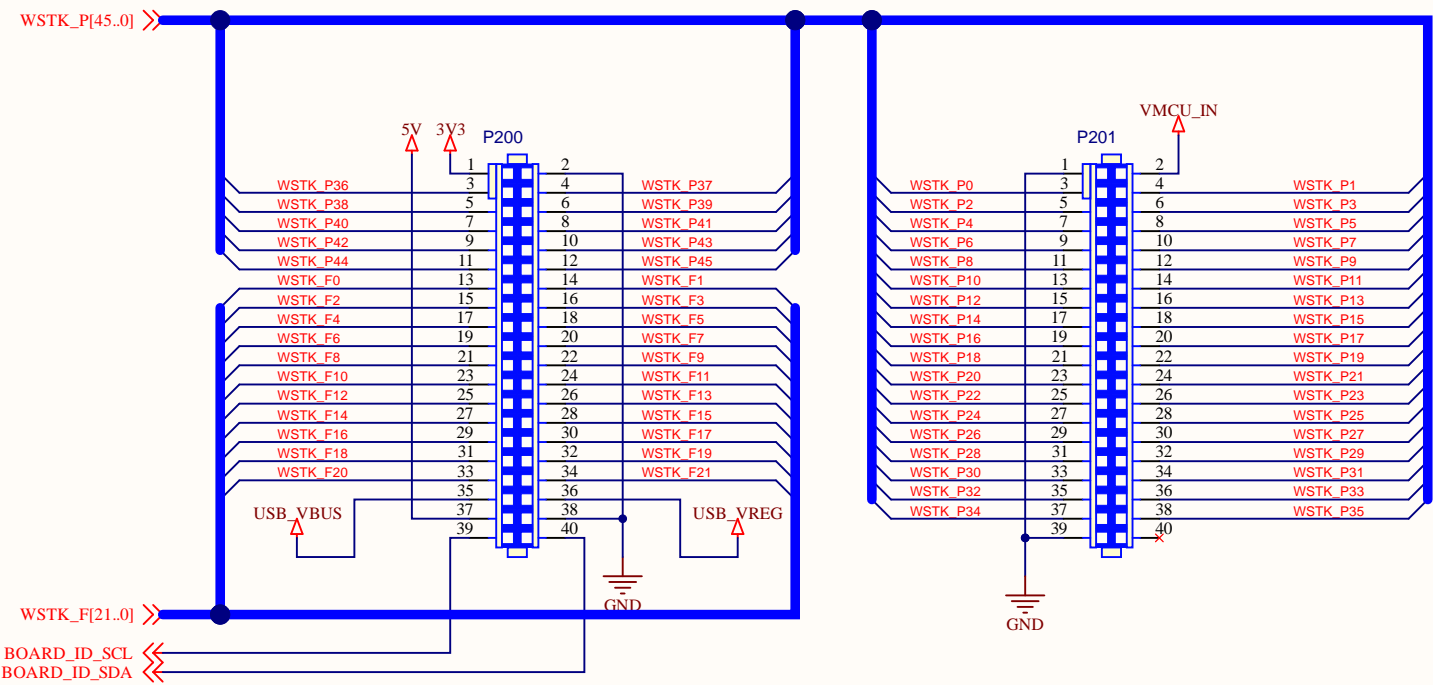 WSTK_P[45..0]
VMCU_IN
5V 3V3 P200 P201
1 2 1 2
WSTK_P36 3 4 WSTK_P37 WSTK_P0 3 4 WSTK_P1
WSTK_P38 5 6 WSTK_P39 WSTK_P2 5 6 WSTK_P3
WSTK_P40 7 8 WSTK_P41 WSTK_P4 7 8 WSTK_P5
WSTK_P42 9 10 WSTK_P43 WSTK_P6 9 10 WSTK_P7
WSTK_P44 11 12 WSTK_P45 WSTK_P8 11 12 WSTK_P9
WSTK_F0 13 14 WSTK_F1 WSTK_P10 13 14 WSTK_P11
WSTK_F2 15 16 WSTK_F3 WSTK_P12 15 16 WSTK_P13
WSTK_F4 17 18 WSTK_F5 WSTK_P14 17 18 WSTK_P15
WSTK_F6 19 20 WSTK_F7 WSTK_P16 19 20 WSTK_P17
WSTK_F8 21 22 WSTK_F9 WSTK_P18 21 22 WSTK_P19
WSTK_F10 23 24 WSTK_F11 WSTK_P20 23 24 WSTK_P21
WSTK_F12 25 26 WSTK_F13 WSTK_P22 25 26 WSTK_P23
WSTK_F14 27 28 WSTK_F15 WSTK_P24 27 28 WSTK_P25
WSTK_F16 29 30 WSTK_F17 WSTK_P26 29 30 WSTK_P27
WSTK_F18 31 32 WSTK_F19 WSTK_P28 31 32 WSTK_P29
WSTK_F20 33 34 WSTK_F21 WSTK_P30 33 34 WSTK_P31
35 36 WSTK_P32 35 36 WSTK_P33
USB_VBUS 37 38 USB_VREG WSTK_P34 37 38 WSTK_P35
39 40 39 40
GND
WSTK_F[21..0] GND
BOARD_ID_SCL
BOARD_ID_SDA